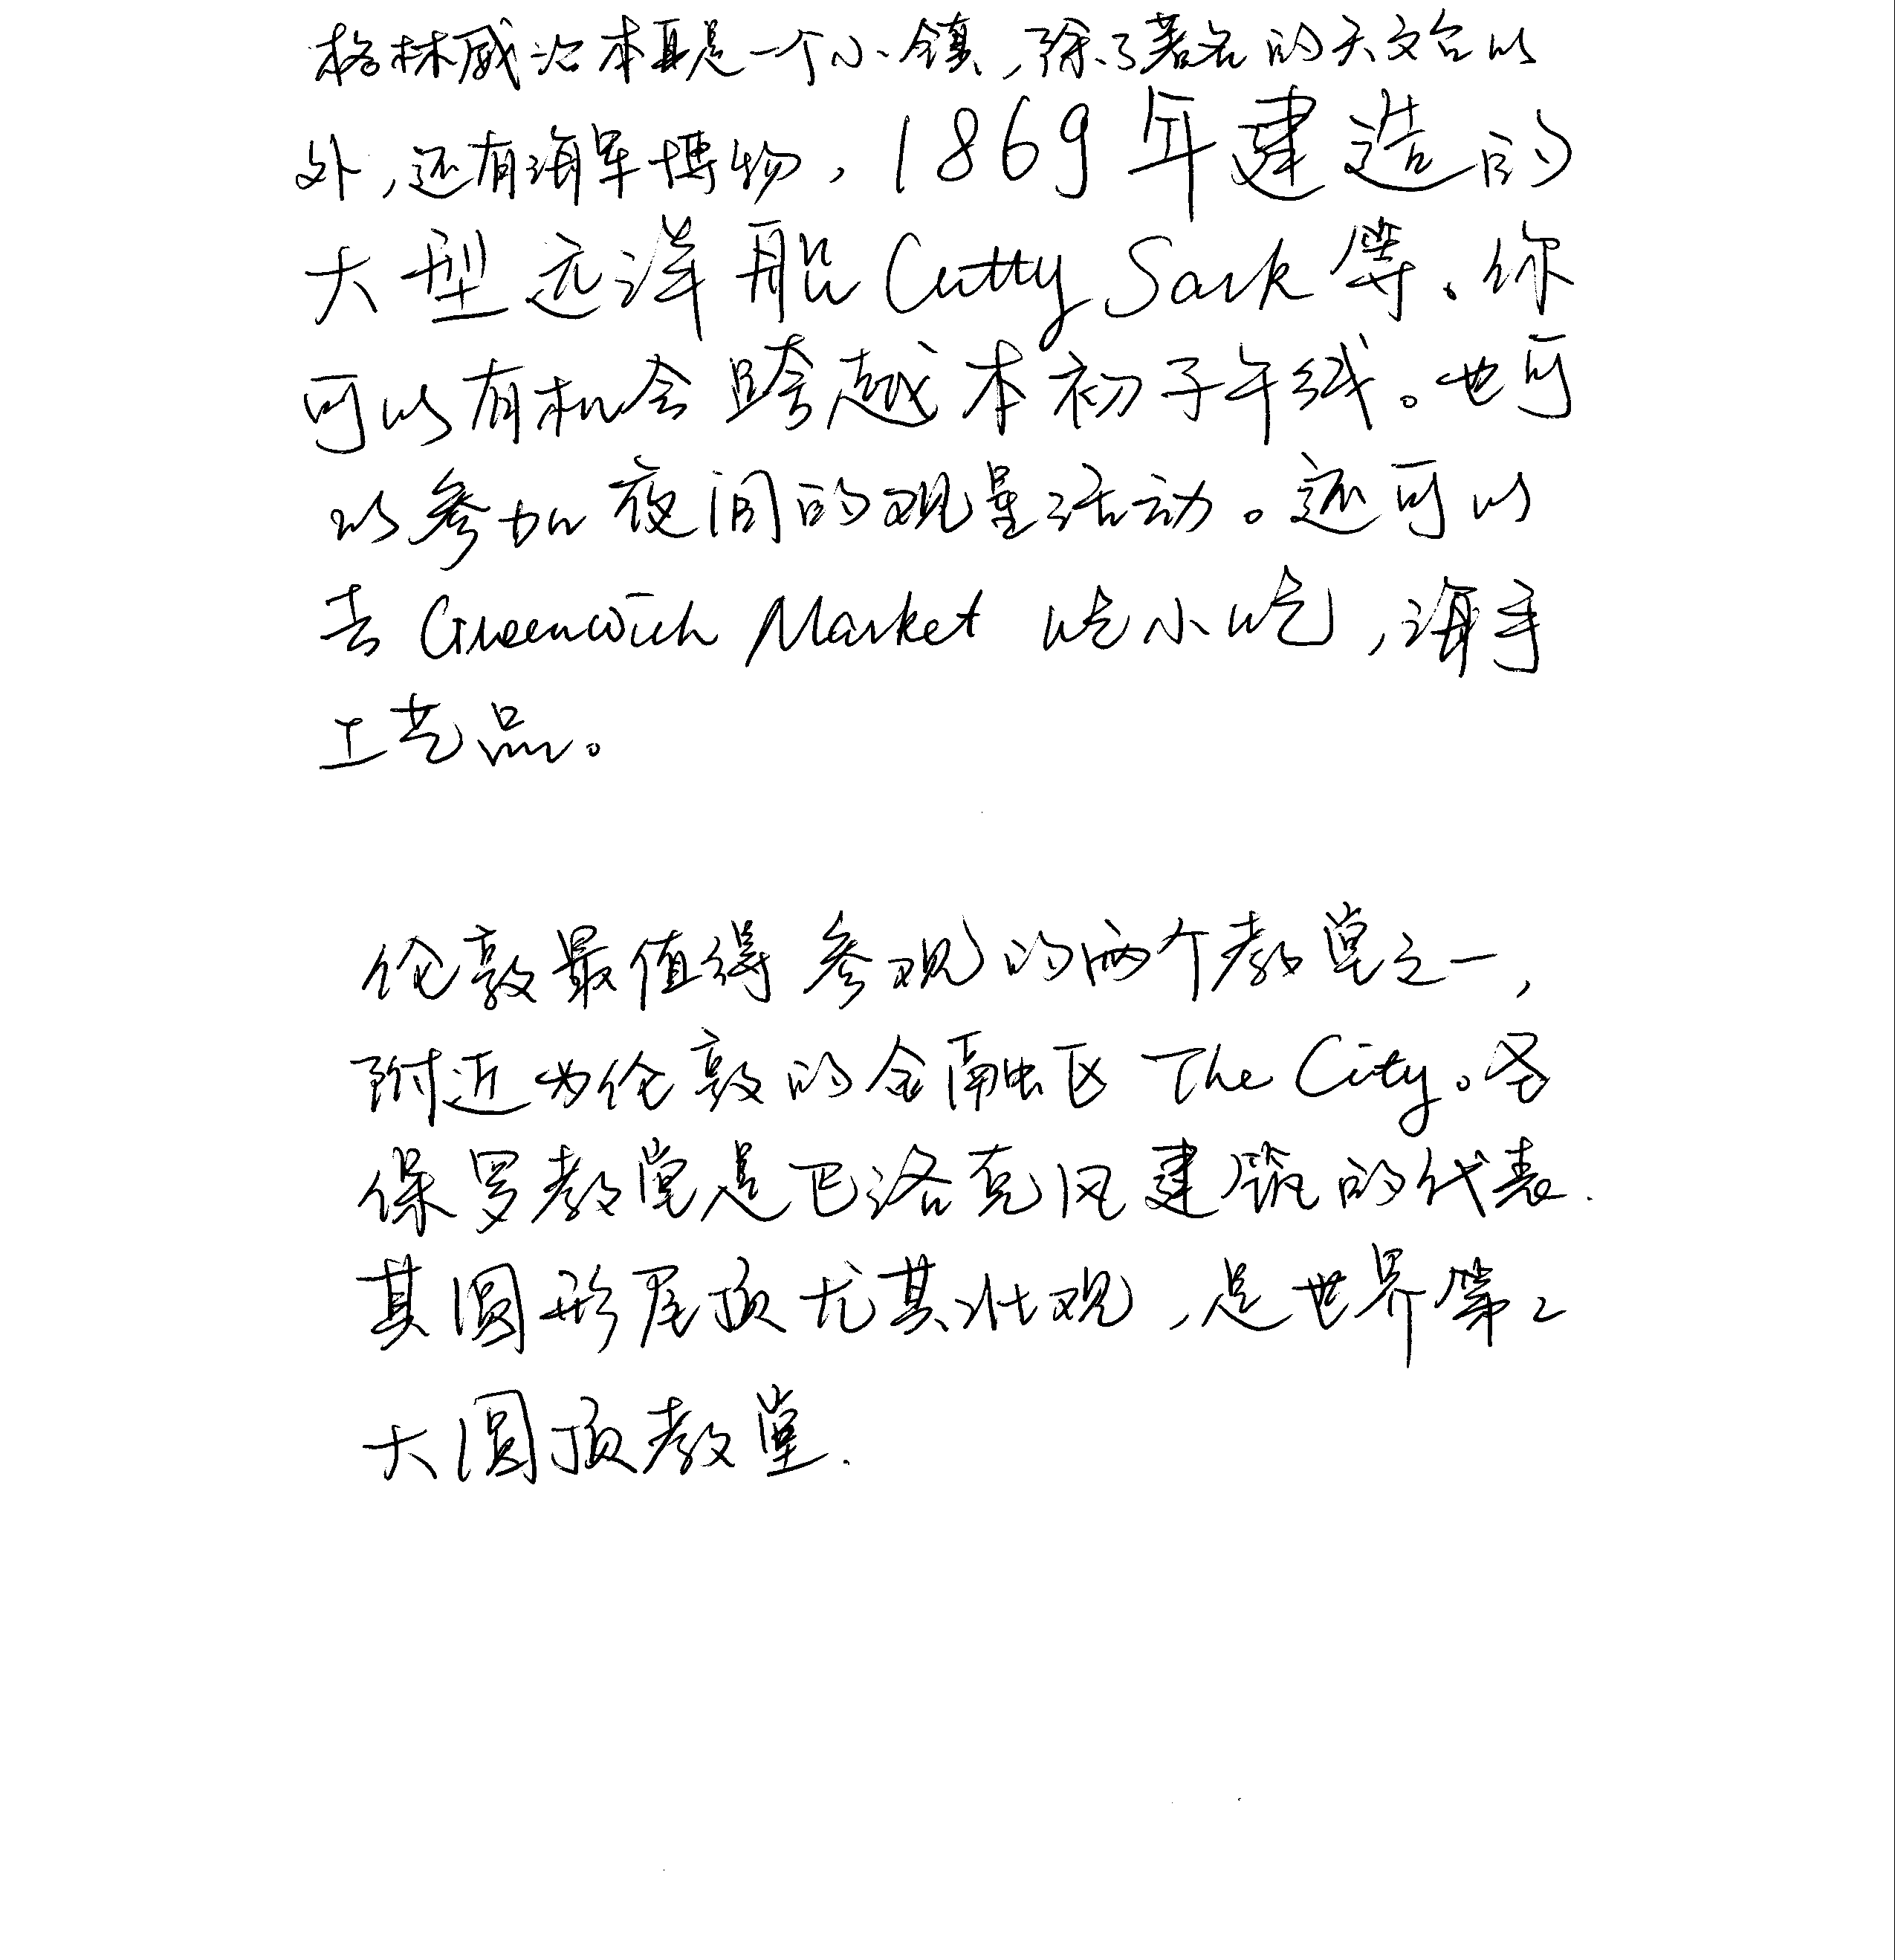 格林威治本身是一个小镇，除了著名的天文台以
外，还有海军博物，1869年建造的
大型远洋船Cutty Sark等。你
可以有机会跨越本初子午线。也可
以参加夜间的观星活动。还可以
去Greenwich Market吃小吃，海手
工艺品。
伦敦最值得参观的两个教堂之一，
附近为伦敦的金融区The City。圣
保罗教堂是巴洛克风建筑的代表.
其圆形屋顶尤其壮观，是世界第2
大圆顶教堂.